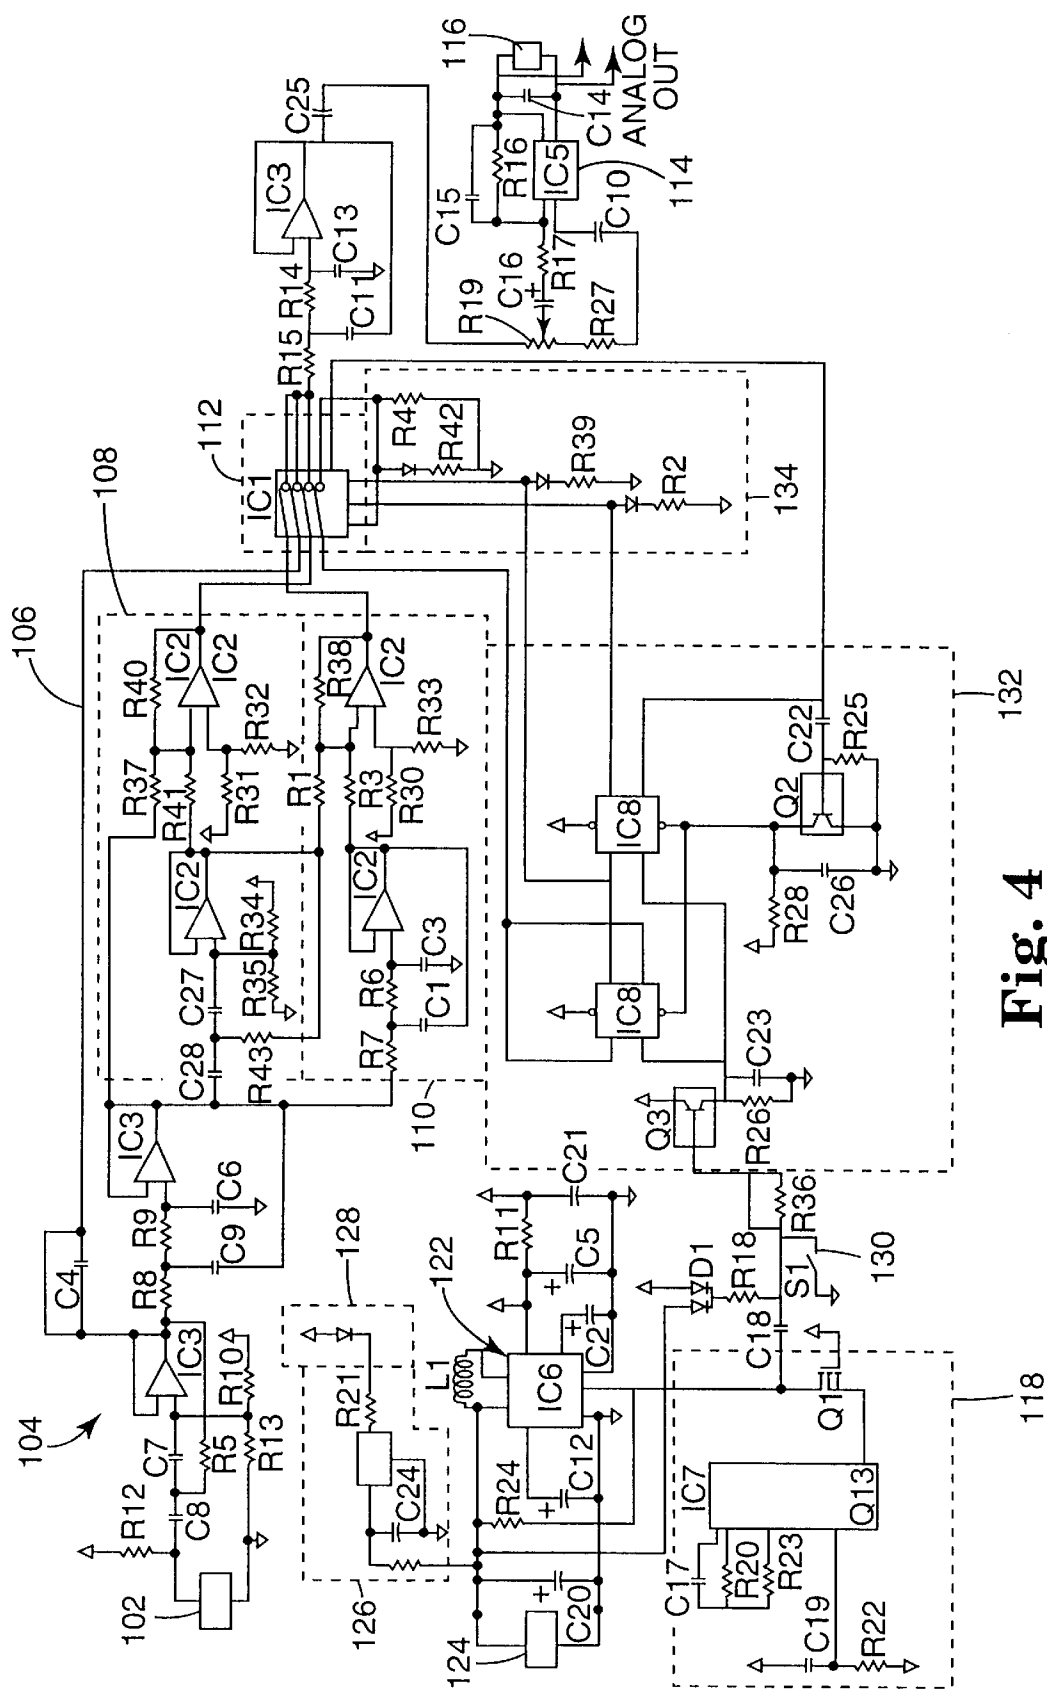 106
108
112
104
R12
C8
C7
R5
R13
R10
102
IC3
C4
R8
R9
C9
C6
IC3
R37
R40
IC2
R41
IC2
IC2
R31
R32
C28
C27
R35
R34
R43
R1
R38
IC2
R3
R30
R33
R7
R6
C1
C3
IC2
110
IC1
R15
R14
C11
C13
IC3
C25
R4
R42
R39
R2
134
C15
R16
IC5
114
C14
116
ANALOG
OUT
R19
C16
+
R17
R27
C10
128
R21
126
C24
L1
122
IC6
R24
C12
+
C20
+
124
R11
C5
+
C2
+
C21
D1
R18
C18
S1
130
R36
Q3
R26
C23
IC8
IC8
R28
C26
Q2
C22
R25
132
IC7
Q13
C17
R20
R23
C19
R22
Q1
118
Fig. 4